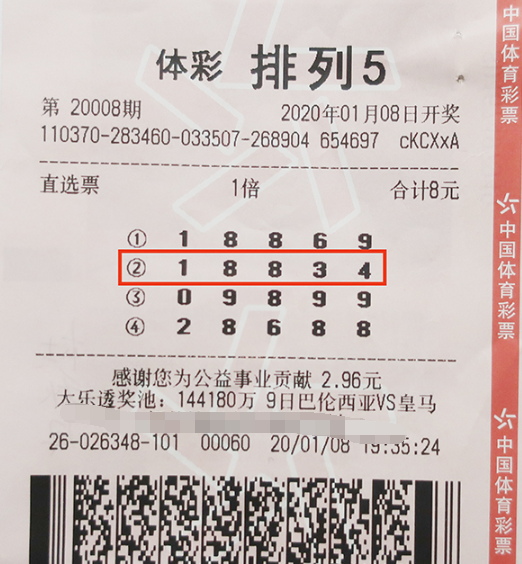 体彩 排列5
第 20008期 2020年01月08日开奖
110370-283460-033507-268904 654697 cKCXxA
直选票 1倍 合计8元
① 1 8 8 6 9
② 1 8 8 3 4
③ 0 9 8 9 9
④ 2 8 6 8 8
感谢您为公益事业贡献 2.96元
大乐透奖池：144180万 9日巴伦西亚VS皇马
26-026348-101 00060 20/01/08 19:35:24
中国体育彩票
中国体育彩票
中国体育彩票